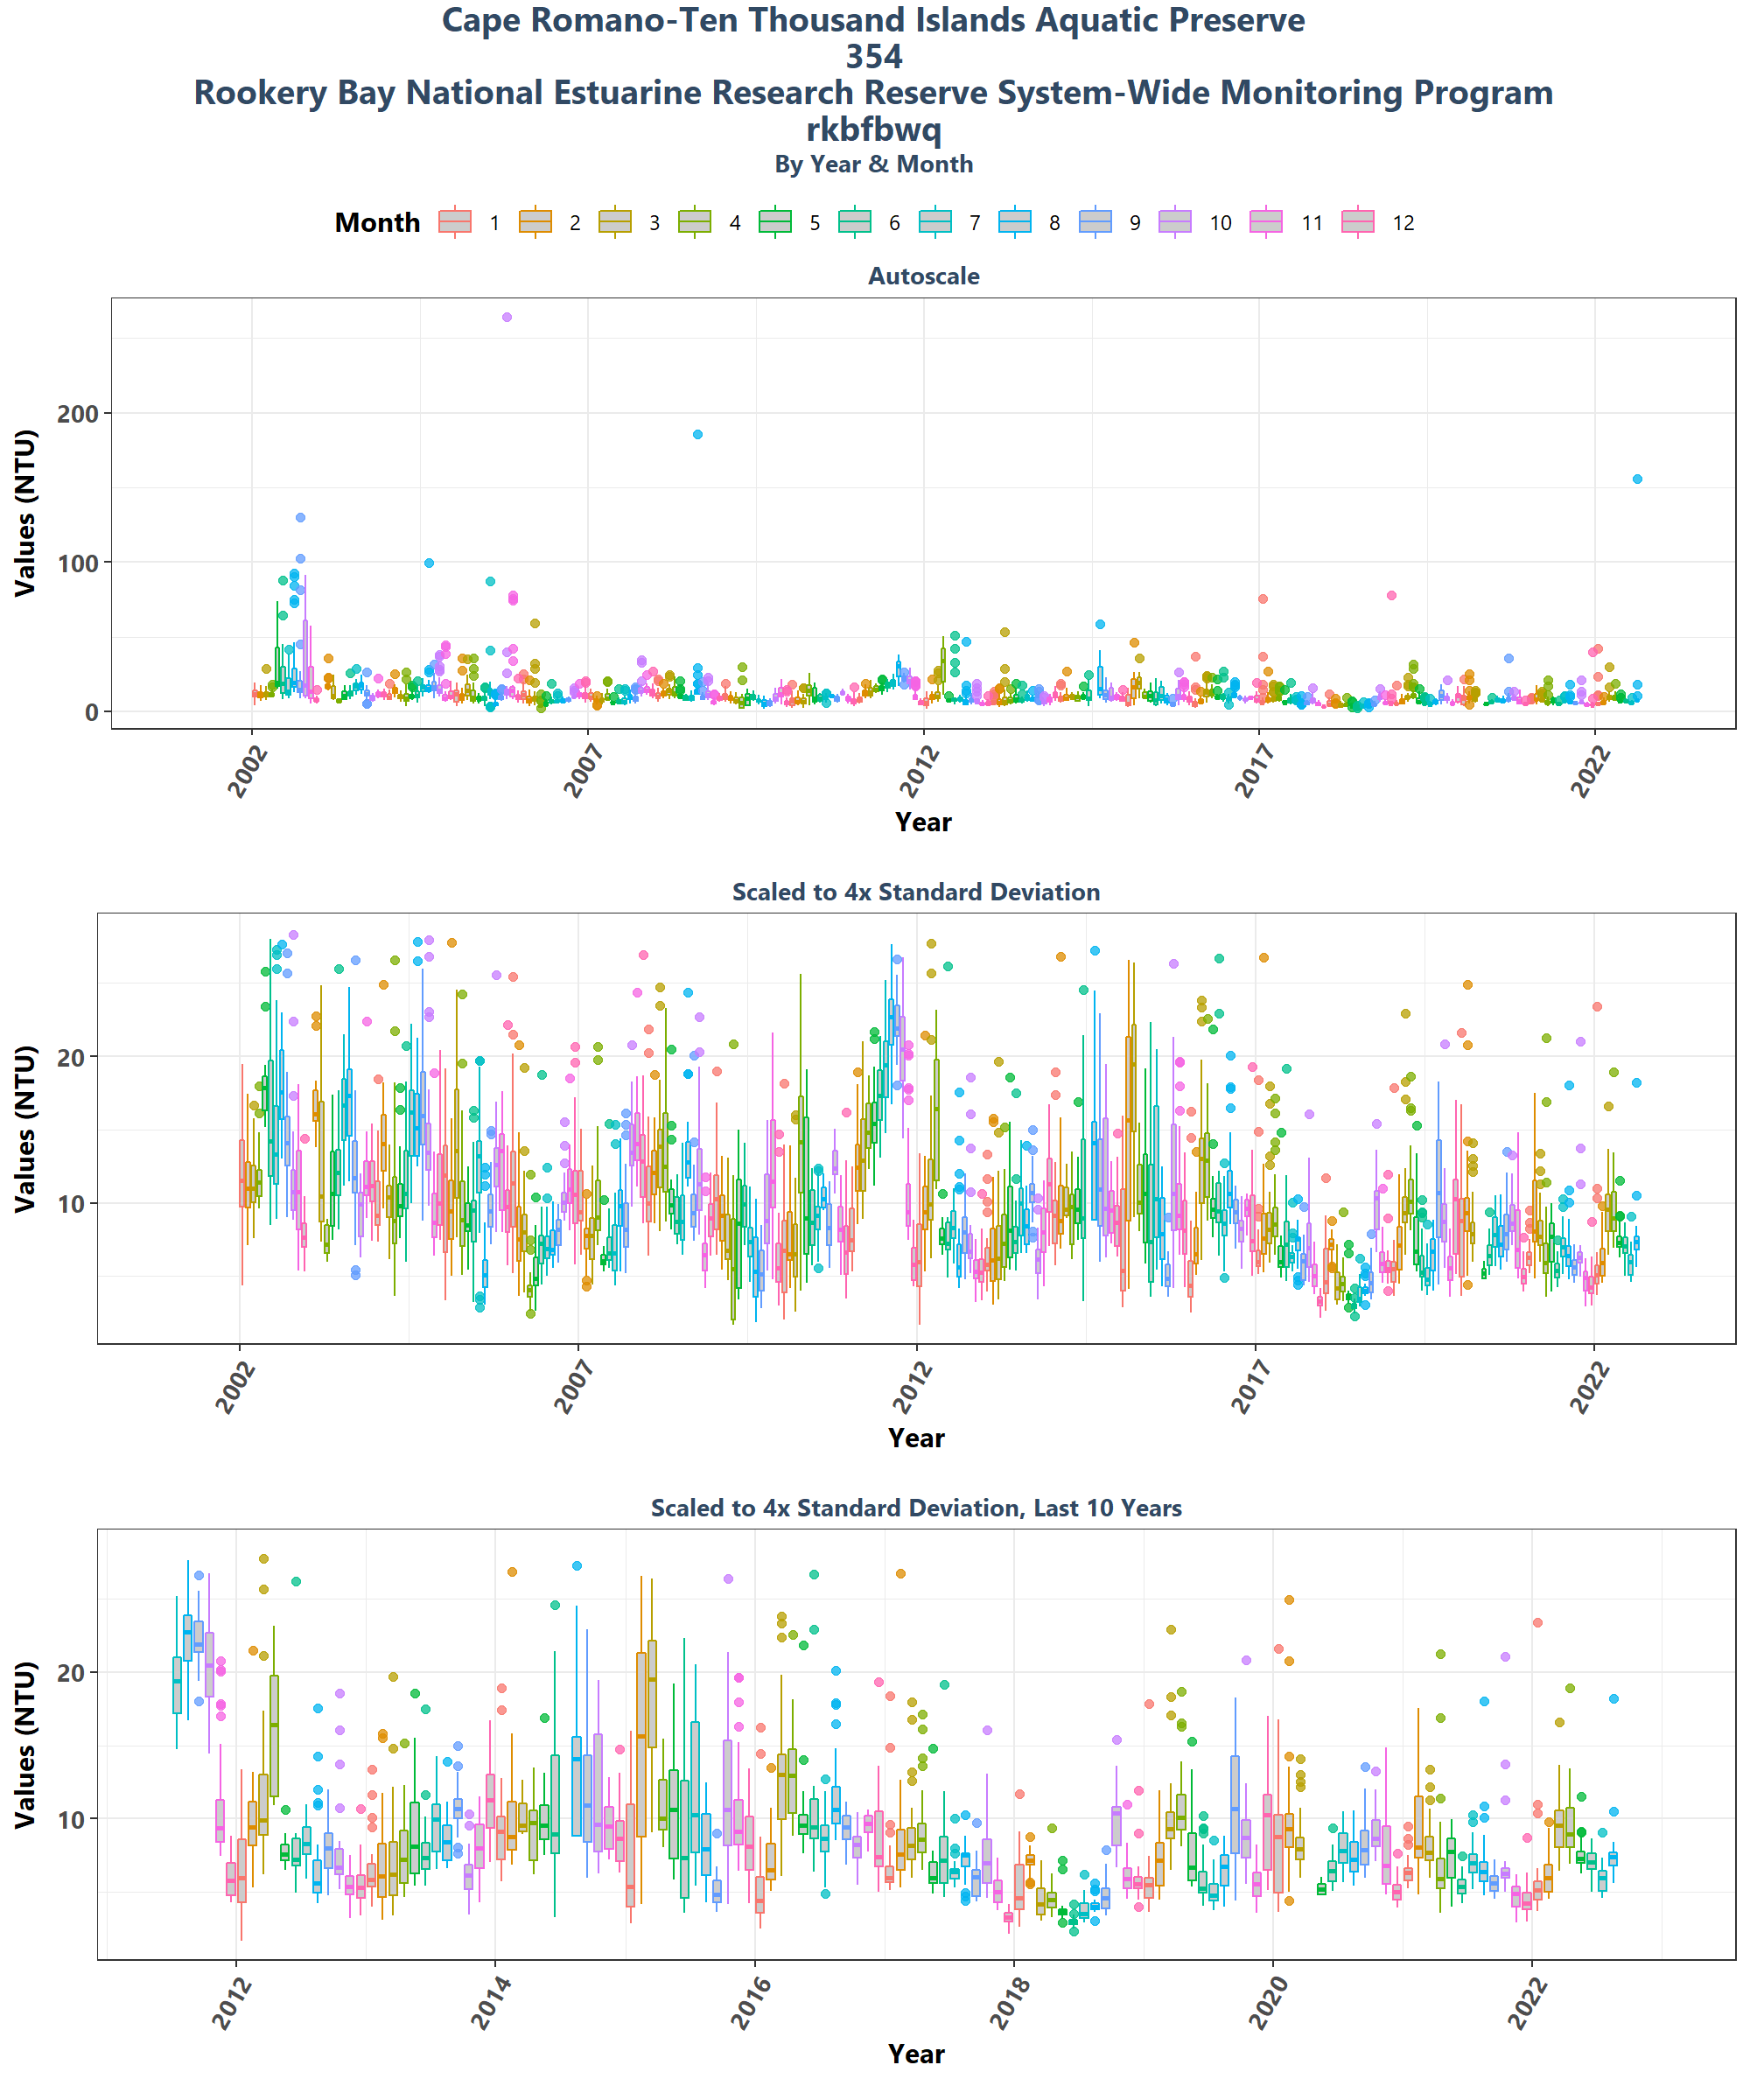 Cape Romano-Ten Thousand Islands Aquatic Preserve
354
Rookery Bay National Estuarine Research Reserve System-Wide Monitoring Program
rkbfbwq
By Year & Month
Month 1 2 3 4 5 6 7 8 9 10 11 12
Autoscale
Values (NTU)
200
100
0
2002 2007 2012 2017 2022
Year
Scaled to 4x Standard Deviation
Values (NTU)
20
10
2002 2007 2012 2017 2022
Year
Scaled to 4x Standard Deviation, Last 10 Years
Values (NTU)
20
10
2012 2014 2016 2018 2020 2022
Year